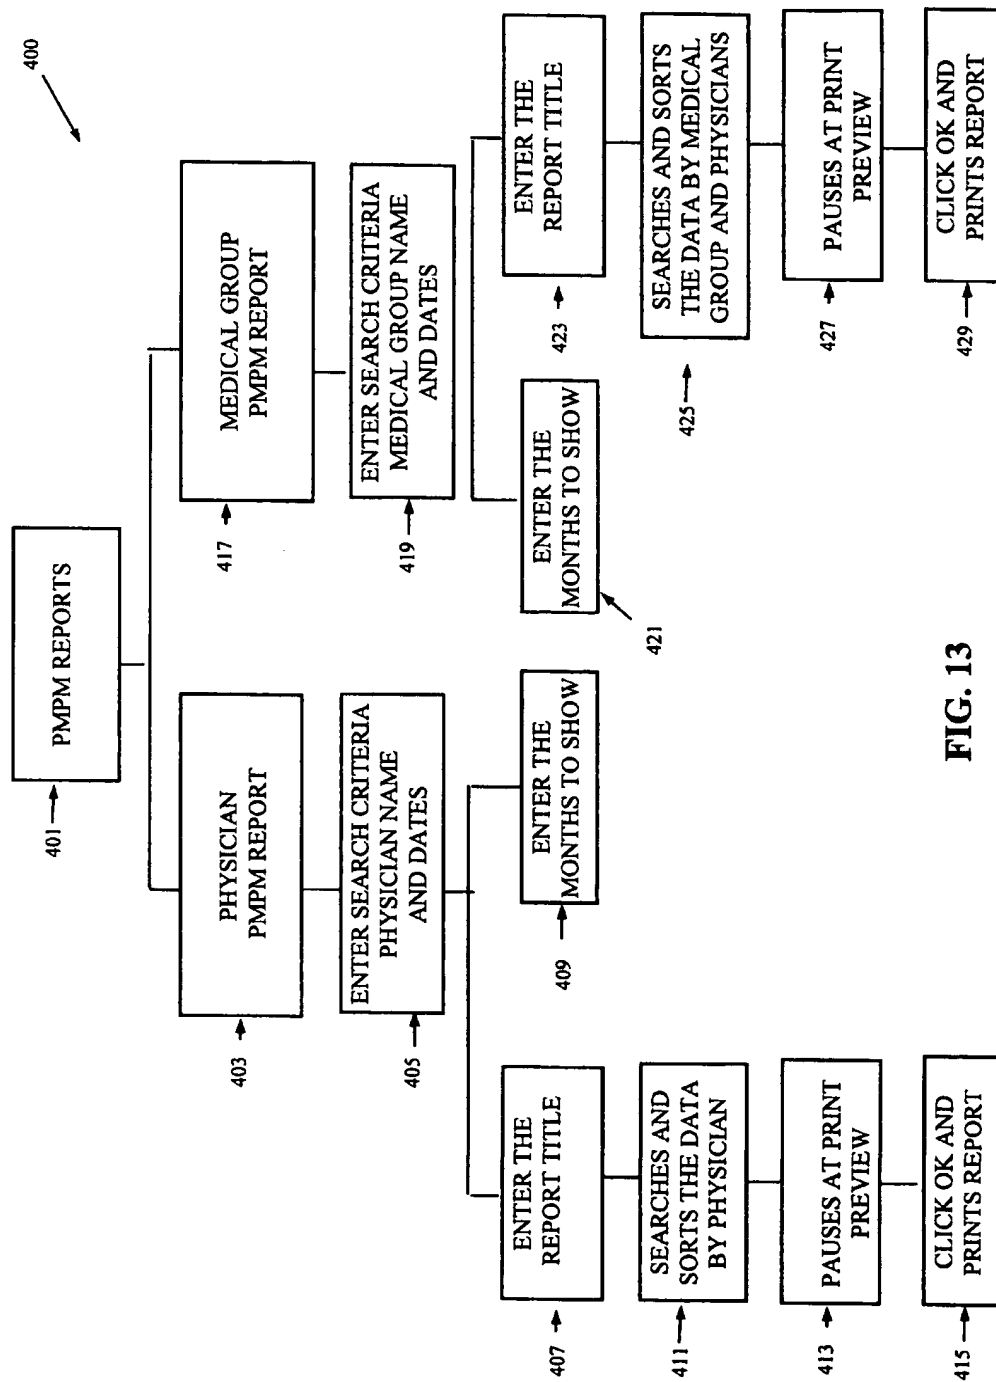 400
PMPM REPORTS
401
PHYSICIAN
PMPM REPORT
403
MEDICAL GROUP
PMPM REPORT
417
ENTER SEARCH CRITERIA
PHYSICIAN NAME
AND DATES
405
ENTER SEARCH CRITERIA
MEDICAL GROUP NAME
AND DATES
419
ENTER THE
REPORT TITLE
407
ENTER THE
MONTHS TO SHOW
409
ENTER THE
MONTHS TO SHOW
421
ENTER THE
REPORT TITLE
423
SEARCHES AND
SORTS THE DATA
BY PHYSICIAN
411
SEARCHES AND SORTS
THE DATA BY MEDICAL
GROUP AND PHYSICIANS
425
PAUSES AT PRINT
PREVIEW
413
PAUSES AT PRINT
PREVIEW
427
CLICK OK AND
PRINTS REPORT
415
CLICK OK AND
PRINTS REPORT
429
FIG. 13